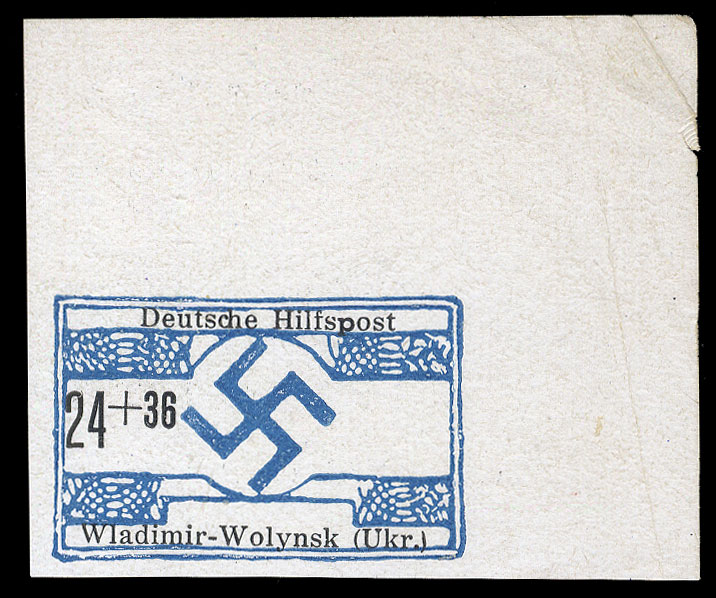 Deutsche Hilfspost
24+36
Wladimir-Wolynsk (Ukr.)